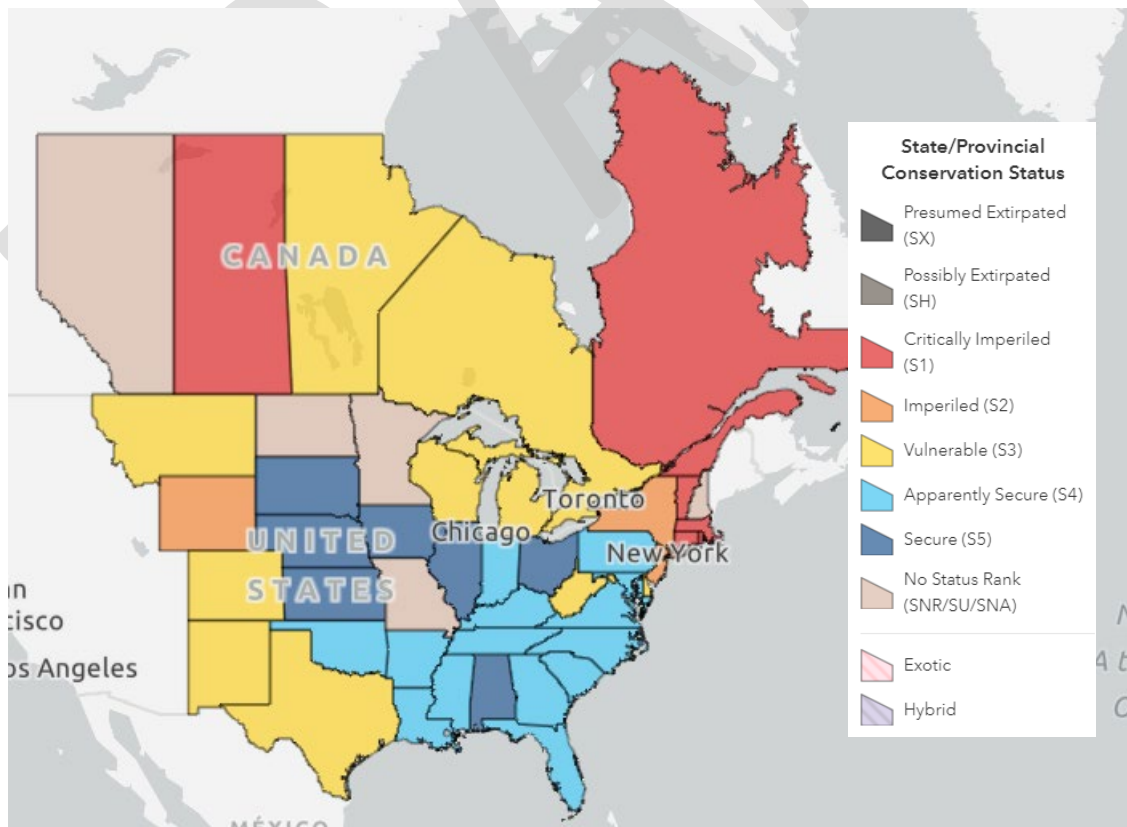 CANADA
Toronto
Chicago
UNITED
New York
STATES
an
cisco
os Angeles
MÉXICO
State/Provincial
Conservation Status
Presumed Extirpated
(SX)
Possibly Extirpated
(SH)
Critically Imperiled
(S1)
Imperiled (S2)
Vulnerable (S3)
Apparently Secure (S4)
Secure (S5)
No Status Rank
(SNR/SU/SNA)
Exotic
Hybrid